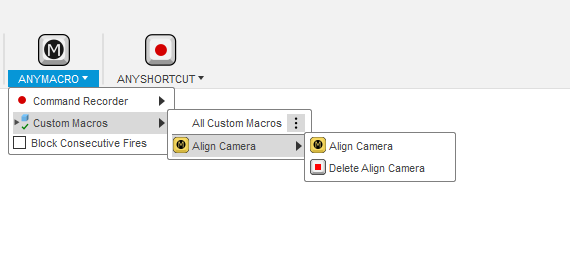 ANYMACRO ANYSHORTCUT
Command Recorder
Custom Macros
Block Consecutive Fires
All Custom Macros
Align Camera
Align Camera
Delete Align Camera